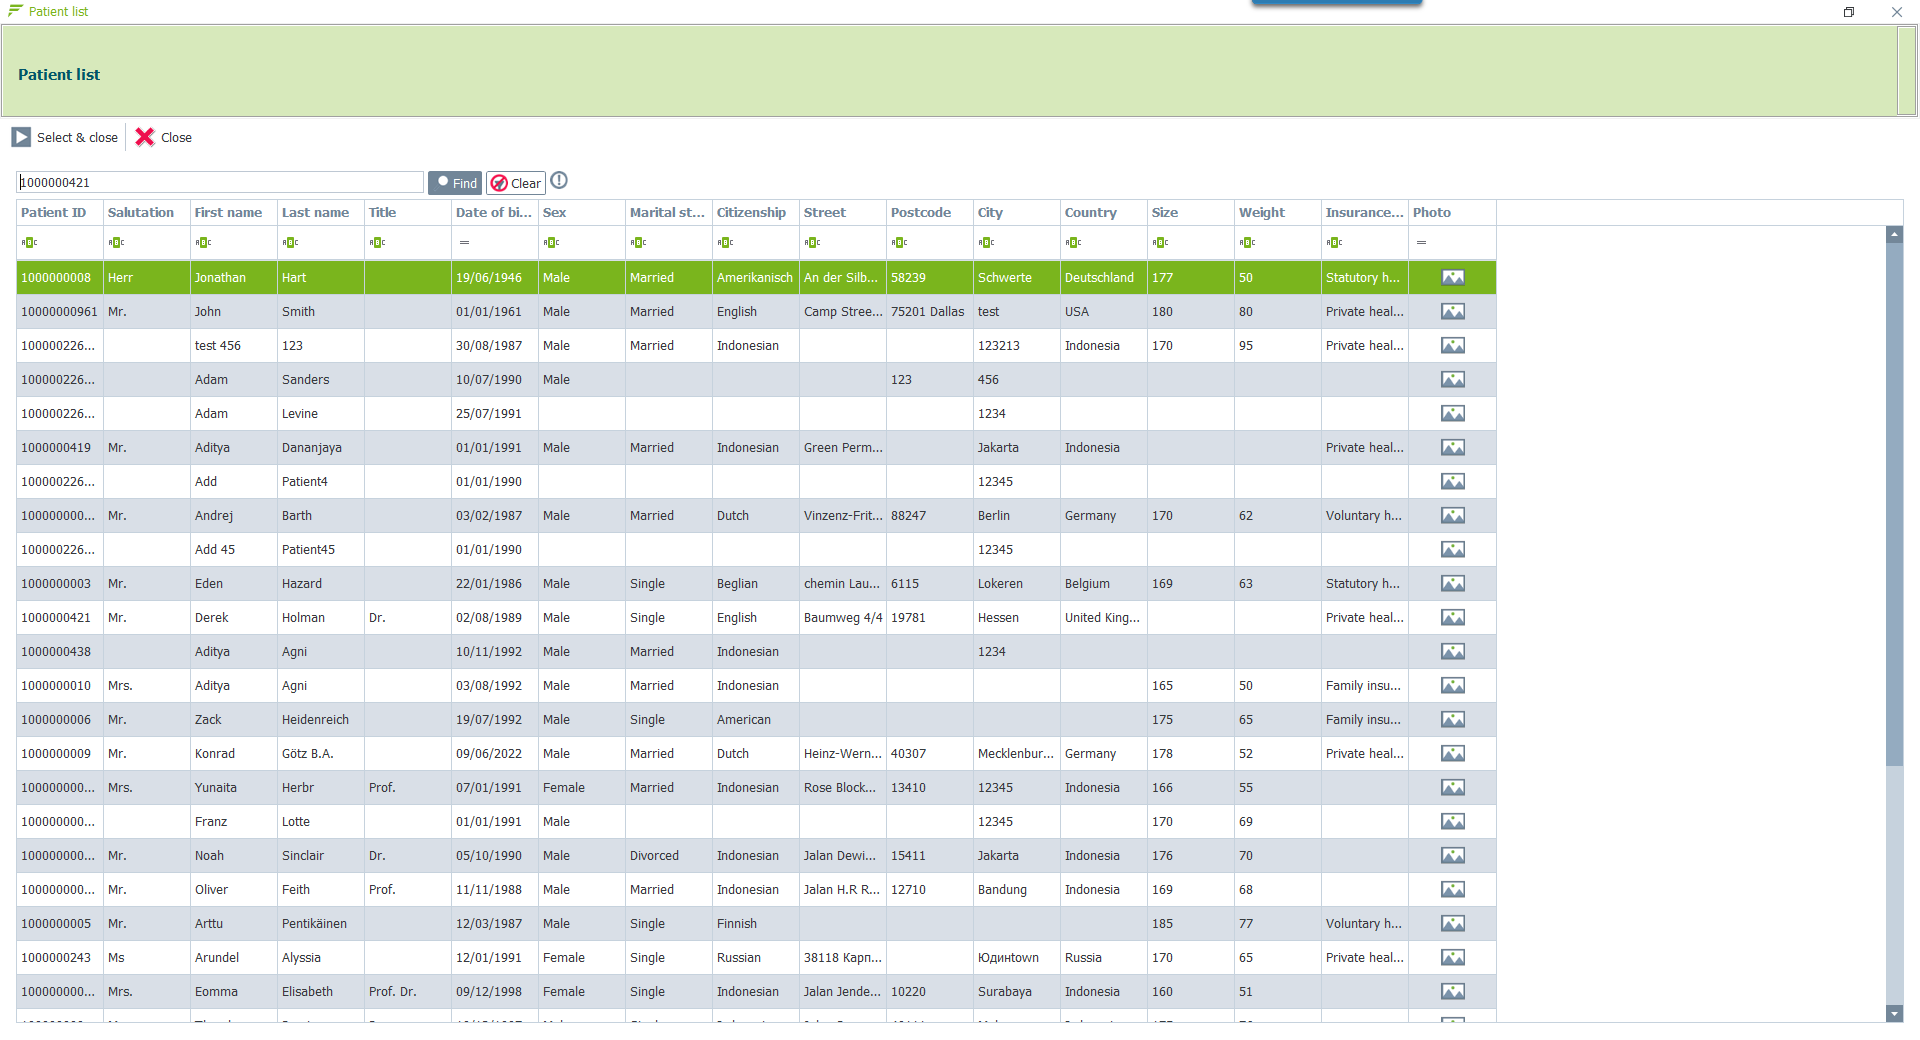 Patient list
Patient list
Select & close Close
1000000421 Find Clear
Patient ID Salutation First name Last name Title Date of bi... Sex Marital st... Citizenship Street Postcode City Country Size Weight Insurance... Photo
1000000008 Herr Jonathan Hart 19/06/1946 Male Married Amerikanisch An der Silb... 58239 Schwerte Deutschland 177 50 Statutory h...
10000000961 Mr. John Smith 01/01/1961 Male Married English Camp Stree... 75201 Dallas test USA 180 80 Private heal...
100000226... test 456 123 30/08/1987 Male Married Indonesian 123213 Indonesia 170 95 Private heal...
100000226... Adam Sanders 10/07/1990 Male 123 456
100000226... Adam Levine 25/07/1991 1234
1000000419 Mr. Aditya Dananjaya 01/01/1991 Male Married Indonesian Green Perm... Jakarta Indonesia Private heal...
100000226... Add Patient4 01/01/1990 12345
100000000... Mr. Andrej Barth 03/02/1987 Male Married Dutch Vinzenz-Frit... 88247 Berlin Germany 170 62 Voluntary h...
100000226... Add 45 Patient45 01/01/1990 12345
1000000003 Mr. Eden Hazard 22/01/1986 Male Single Beglian chemin Lau... 6115 Lokeren Belgium 169 63 Statutory h...
1000000421 Mr. Derek Holman Dr. 02/08/1989 Male Single English Baumweg 4/4 19781 Hessen United King... Private heal...
1000000438 Aditya Agni 10/11/1992 Male Married Indonesian 1234
1000000010 Mrs. Aditya Agni 03/08/1992 Male Married Indonesian 165 50 Family insu...
1000000006 Mr. Zack Heidenreich 19/07/1992 Male Single American 175 65 Family insu...
1000000009 Mr. Konrad Götz B.A. 09/06/2022 Male Married Dutch Heinz-Wern... 40307 Mecklenbur... Germany 178 52 Private heal...
100000000... Mrs. Yunaita Herbr Prof. 07/01/1991 Female Married Indonesian Rose Block... 13410 12345 Indonesia 166 55
100000000... Franz Lotte 01/01/1991 Male 12345 170 69
100000000... Mr. Noah Sinclair Dr. 05/10/1990 Male Divorced Indonesian Jalan Dewi... 15411 Jakarta Indonesia 176 70
100000000... Mr. Oliver Feith Prof. 11/11/1988 Male Married Indonesian Jalan H.R R... 12710 Bandung Indonesia 169 68
1000000005 Mr. Arttu Pentikäinen 12/03/1987 Male Single Finnish 185 77 Voluntary h...
1000000243 Ms Arundel Alyssia 12/01/1991 Female Single Russian 38118 Карп... Юдинtown Russia 170 65 Private heal...
100000000... Mrs. Eomma Elisabeth Prof. Dr. 09/12/1998 Female Single Indonesian Jalan Jende... 10220 Surabaya Indonesia 160 51